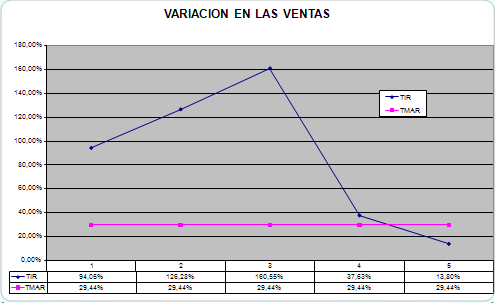 VARIACION EN LAS VENTAS
180,00%
160,00%
140,00%
120,00%
100,00%
80,00%
60,00%
40,00%
20,00%
0,00%
TIR
TMAR
1 2 3 4 5
TIR 94,05% 126,28% 160,55% 37,63% 13,80%
TMAR 29,44% 29,44% 29,44% 29,44% 29,44%